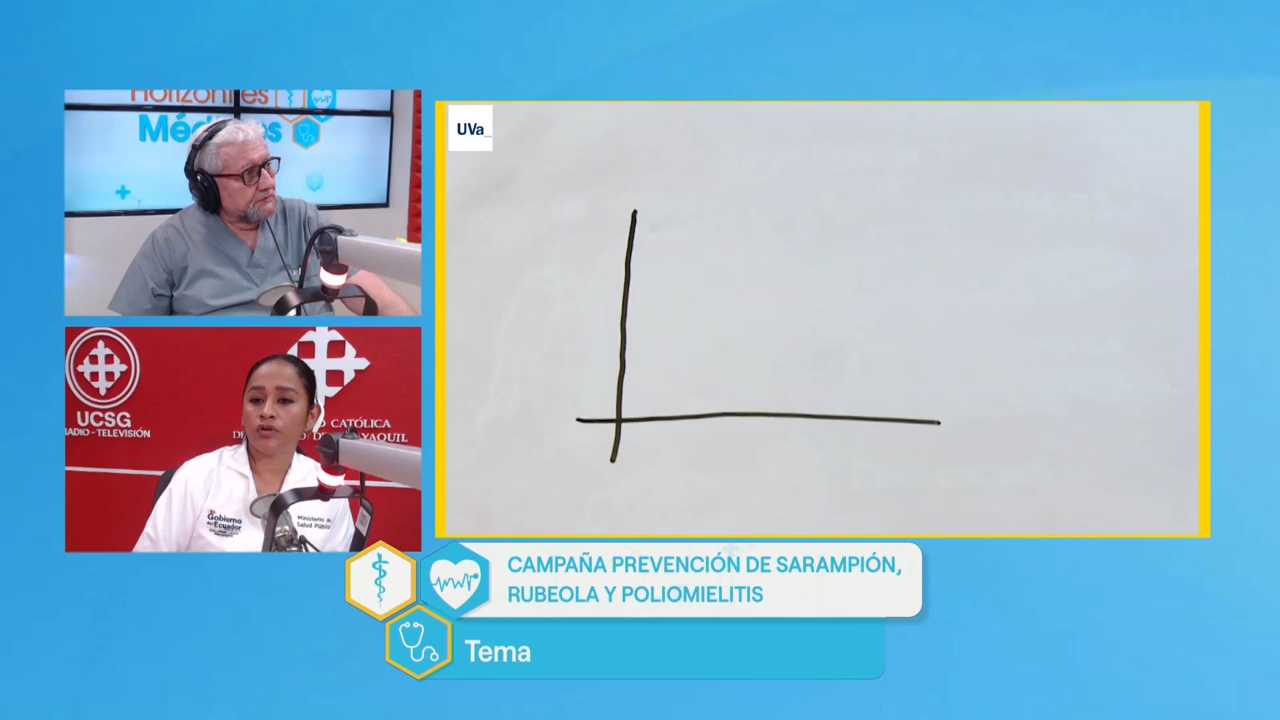 Horizontes
Médicos
UVa_
UCSG
RADIO - TELEVISIÓN
CATÓLICA
Gobierno
del Ecuador
Ministerio de
Salud Pública
CAMPAÑA PREVENCIÓN DE SARAMPIÓN,
RUBEOLA Y POLIOMIELITIS
Tema